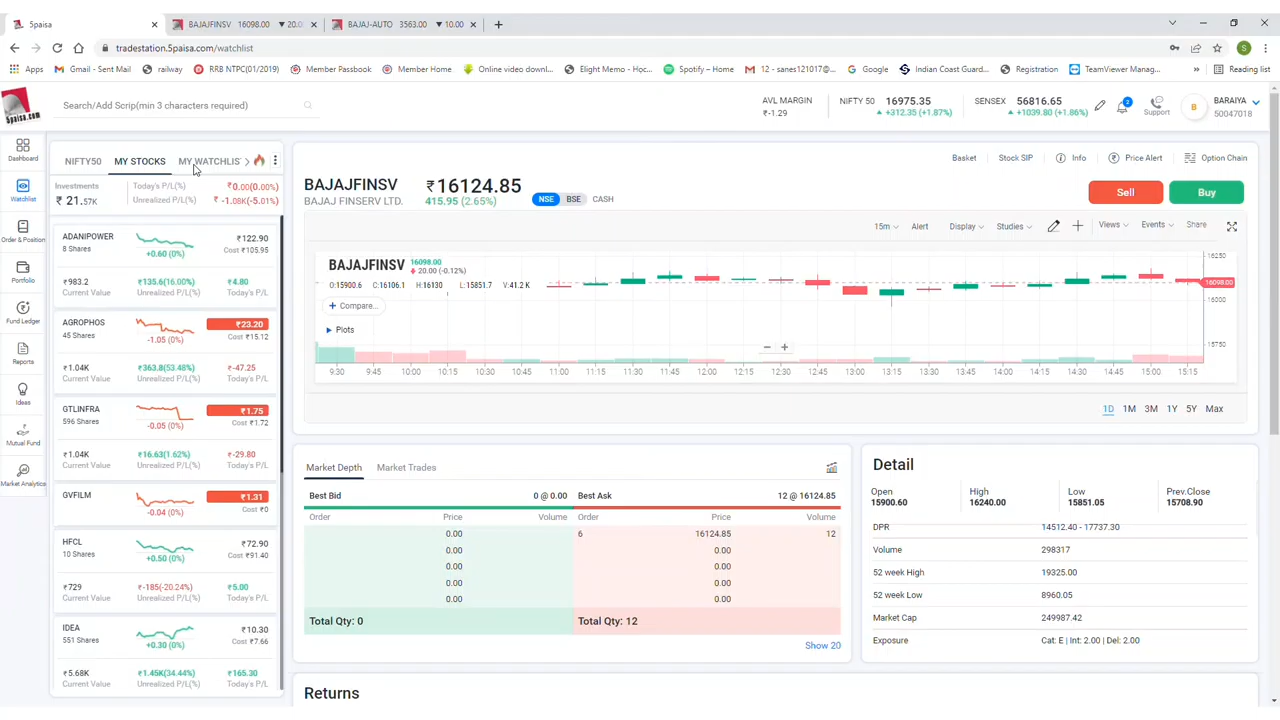 5paisa
BAJAJFINSV 16098.00 ▼ 20.0
BAJAJ-AUTO 3563.00 ▼ 10.00
tradestation.5paisa.com/watchlist
Apps
Gmail - Sent Mail
railway
RRB NTPC(01/2019)
Member Passbook
Member Home
Online video downl...
Elight Memo - Học...
Spotify – Home
12 - sanes121017@...
Google
Indian Coast Guard...
Registration
TeamViewer Manag...
»
Reading list
5paisa.com
Search/Add Scrip(min 3 characters required)
AVL MARGIN
₹-1.29
NIFTY 50 16975.35
+312.35 (+1.87%)
SENSEX 56816.65
+1039.80 (+1.86%)
2
Support
B
BARAIYA
50047018
Dashboard
Watchlist
Order & Position
Portfolio
Fund Ledger
Reports
Ideas
Mutual Fund
Market Analytics
NIFTY50 MY STOCKS MY WATCHLIS
Investments
₹ 21.57K
Today's P/L(%) ₹0.00(0.00%)
Unrealized P/L(%) ₹ -1.08K(-5.01%)
ADANIPOWER
8 Shares
+0.60 (0%)
₹122.90
Cost ₹105.95
₹983.2 ₹135.6(16.00%) ₹4.80
Current Value Unrealized P/L(%) Today's P/L
AGROPHOS
45 Shares
-1.05 (0%)
₹23.20
Cost ₹15.12
₹1.04K ₹363.8(53.48%) ₹-47.25
Current Value Unrealized P/L(%) Today's P/L
GTLINFRA
596 Shares
-0.05 (0%)
₹1.75
Cost ₹1.72
₹1.04K ₹16.63(1.62%) ₹-29.80
Current Value Unrealized P/L(%) Today's P/L
GVFILM
-0.04 (0%)
₹1.31
Cost ₹0
HFCL
10 Shares
+0.50 (0%)
₹72.90
Cost ₹91.40
₹729 ₹-185(-20.24%) ₹5.00
Current Value Unrealized P/L(%) Today's P/L
IDEA
551 Shares
+0.30 (0%)
₹10.30
Cost ₹7.66
₹5.68K ₹1.45K(34.44%) ₹165.30
Current Value Unrealized P/L(%) Today's P/L
Basket Stock SIP Info Price Alert Option Chain
BAJAJFINSV
BAJAJ FINSERV LTD.
₹16124.85
415.95 (2.65%)
NSE BSE CASH
Sell Buy
15m Alert Display Studies Views Events Share
BAJAJFINSV 16098.00
20.00 (-0.12%)
O:15900.6 C:16106.1 H:16130 L:15851.7 V:41.2 K
+ Compare...
Plots
16250
16098.00
16000
15750
9:30 9:45 10:00 10:15 10:30 10:45 11:00 11:15 11:30 11:45 12:00 12:15 12:30 12:45 13:00 13:15 13:30 13:45 14:00 14:15 14:30 14:45 15:00 15:15
1D 1M 3M 1Y 5Y Max
Market Depth Market Trades
Best Bid 0 @ 0.00 Best Ask 12 @ 16124.85
Order Price Volume Order Price Volume
0.00 6 16124.85 12
0.00 0.00
0.00 0.00
0.00 0.00
0.00 0.00
Total Qty: 0 Total Qty: 12
Show 20
Detail
Open High Low Prev.Close
15900.60 16240.00 15851.05 15708.90
DPR 14512.40 - 17737.30
Volume 298317
52 week High 19325.00
52 week Low 8960.05
Market Cap 249987.42
Exposure Cat: E | Int: 2.00 | Del: 2.00
Returns